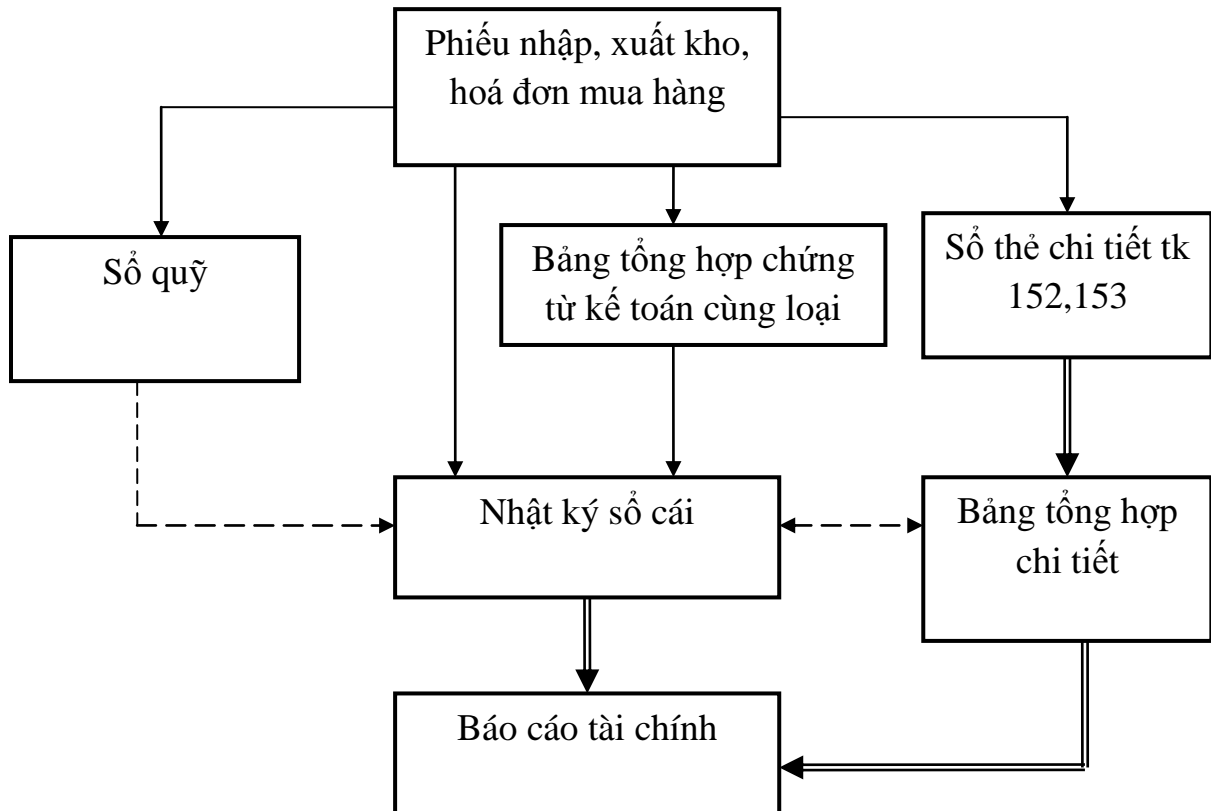 Phiếu nhập, xuất kho,
hoá đơn mua hàng
Sổ quỹ
Bảng tổng hợp chứng
từ kế toán cùng loại
Sổ thẻ chi tiết tk
152,153
Nhật ký sổ cái
Bảng tổng hợp
chi tiết
Báo cáo tài chính